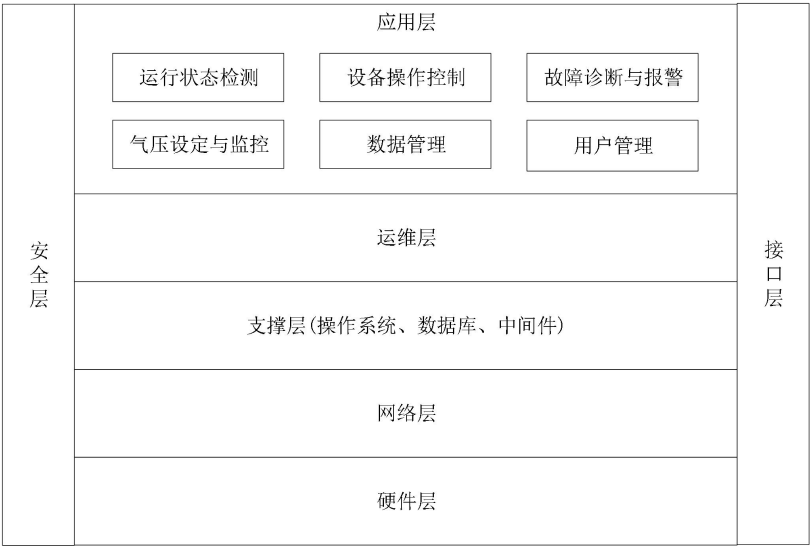 应用层
运行状态检测
设备操作控制
故障诊断与报警
气压设定与监控
数据管理
用户管理
安全层
运维层
支撑层(操作系统、数据库、中间件)
网络层
硬件层
接口层